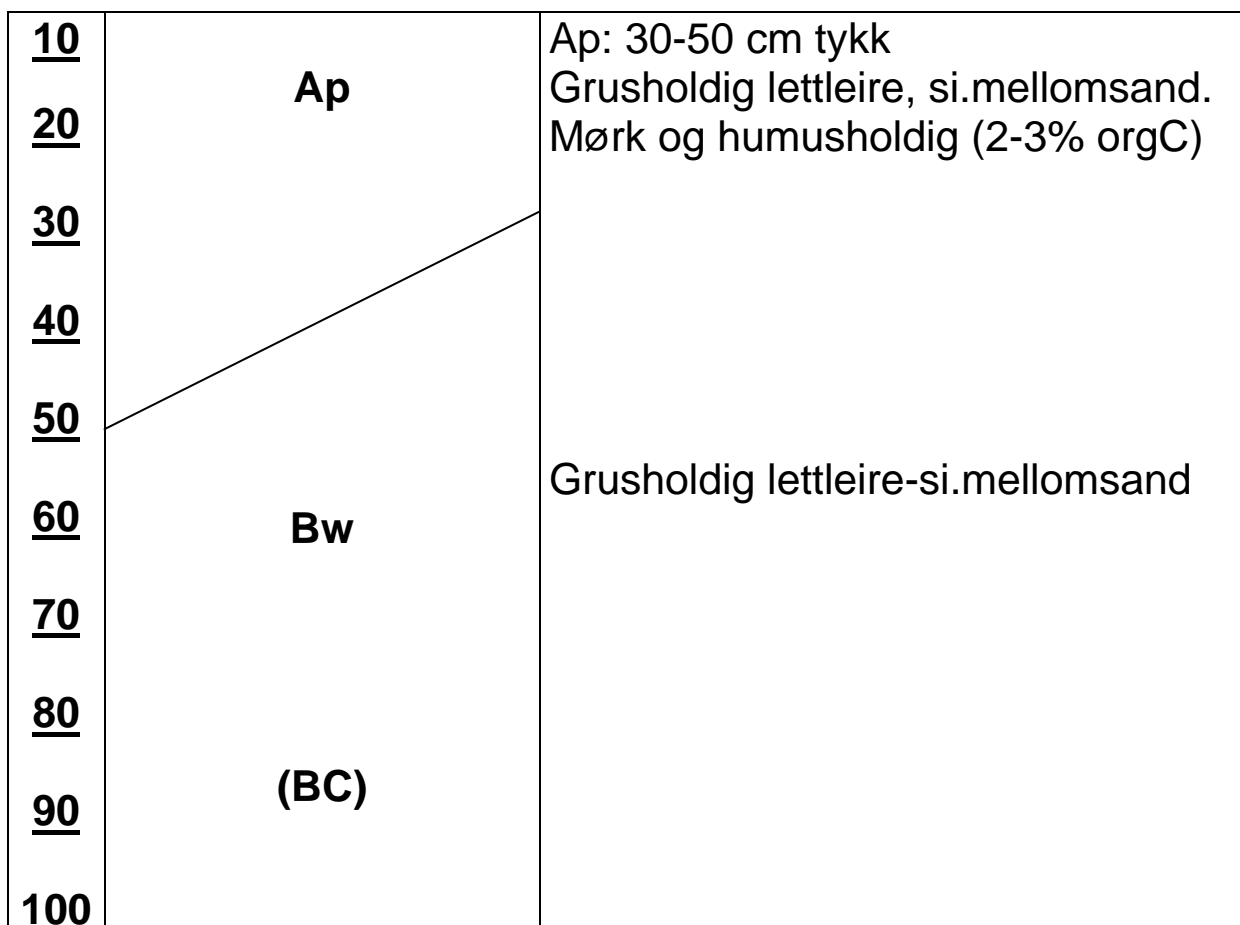 10
Ap: 30-50 cm tykk
Ap
Grusholdig lettleire, si.mellomsand.
20
Mørk og humusholdig (2-3% orgC)
30
40
50
Grusholdig lettleire-si.mellomsand
60
Bw
70
80
(BC)
90
100